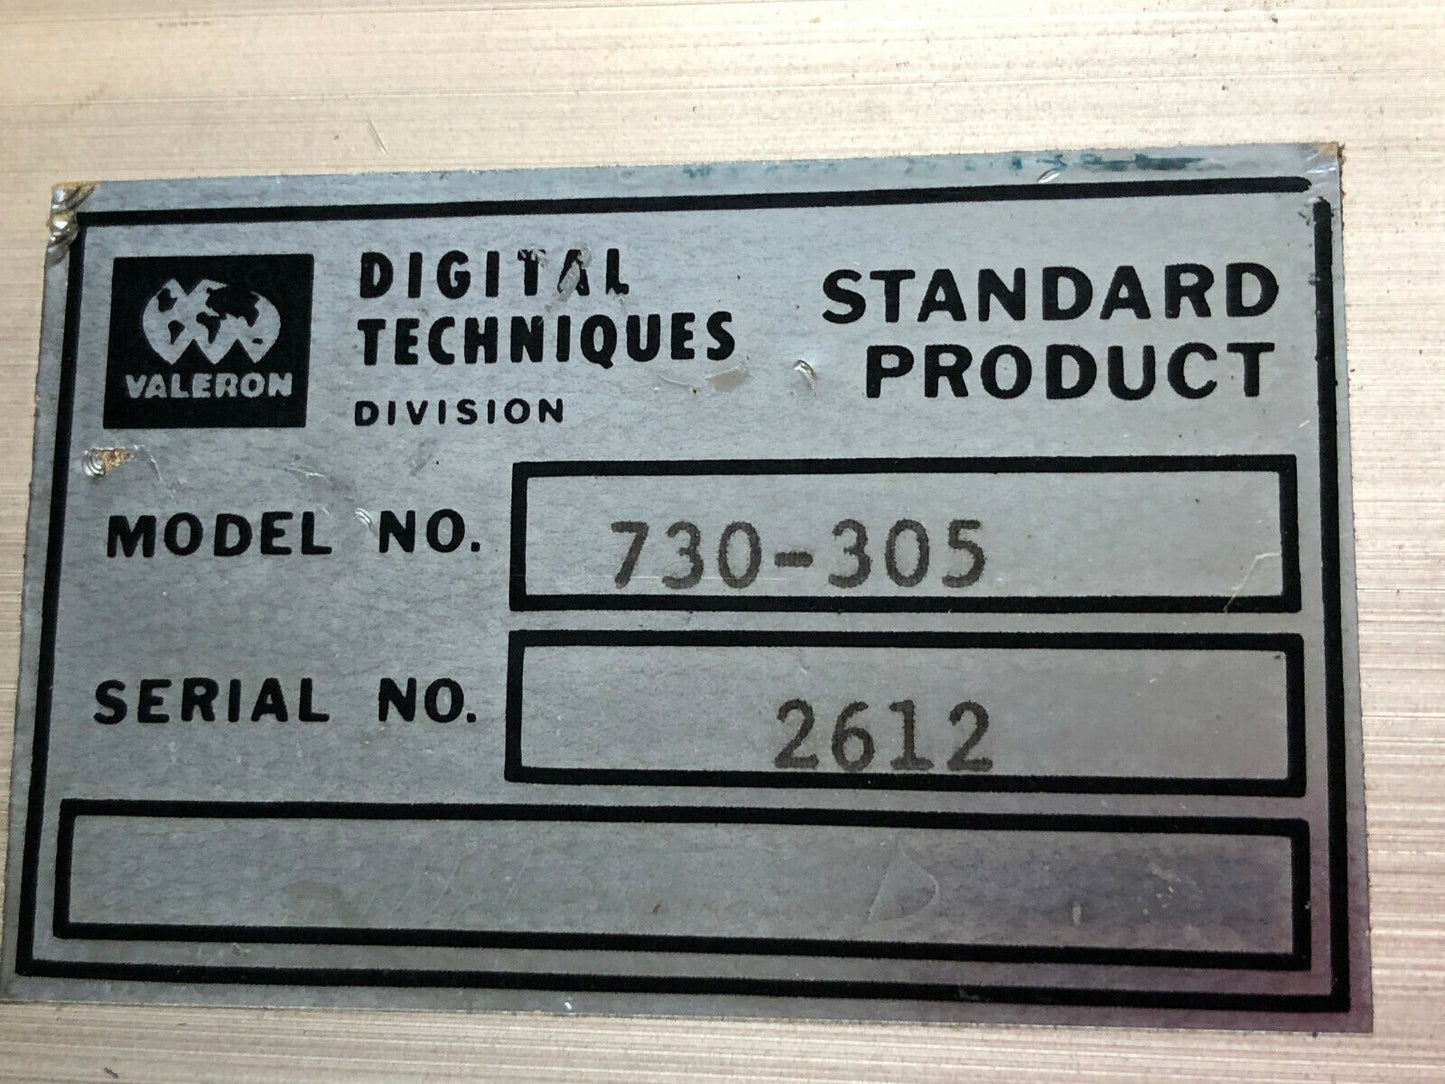 VALERON
DIGITAL
TECHNIQUES
DIVISION
STANDARD
PRODUCT
MODEL NO. 730-305
SERIAL NO. 2612